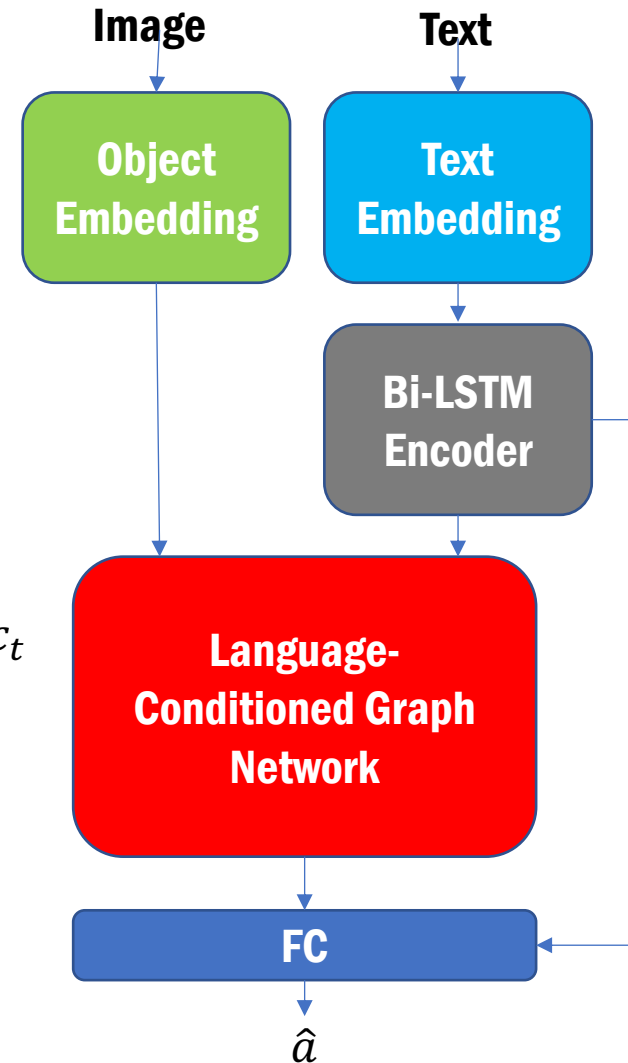 Image Text
Object
Embedding
Text
Embedding
Bi-LSTM
Encoder
Language-
Conditioned Graph
Network
FC
â